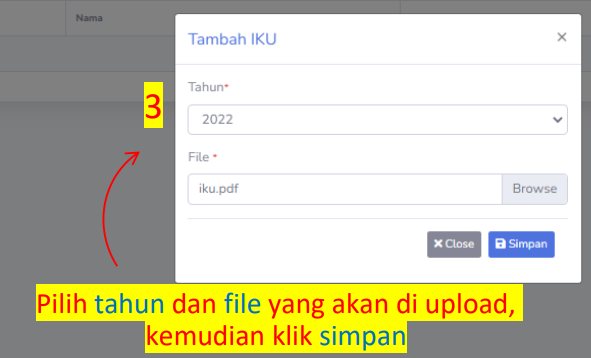 Nama
Tambah IKU ×
Tahun*
3
2022
File *
iku.pdf Browse
× Close Simpan
Pilih tahun dan file yang akan di upload,
kemudian klik simpan